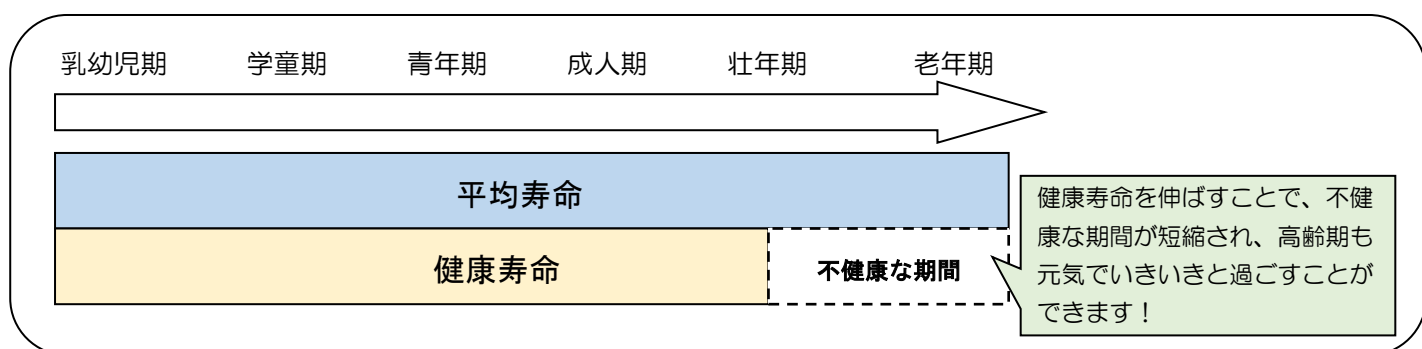 乳幼児期 学童期 青年期 成人期 壮年期 老年期
平均寿命
健康寿命
不健康な期間
健康寿命を伸ばすことで、不健
康な期間が短縮され、高齢期も
元気でいきいきと過ごすことが
できます！